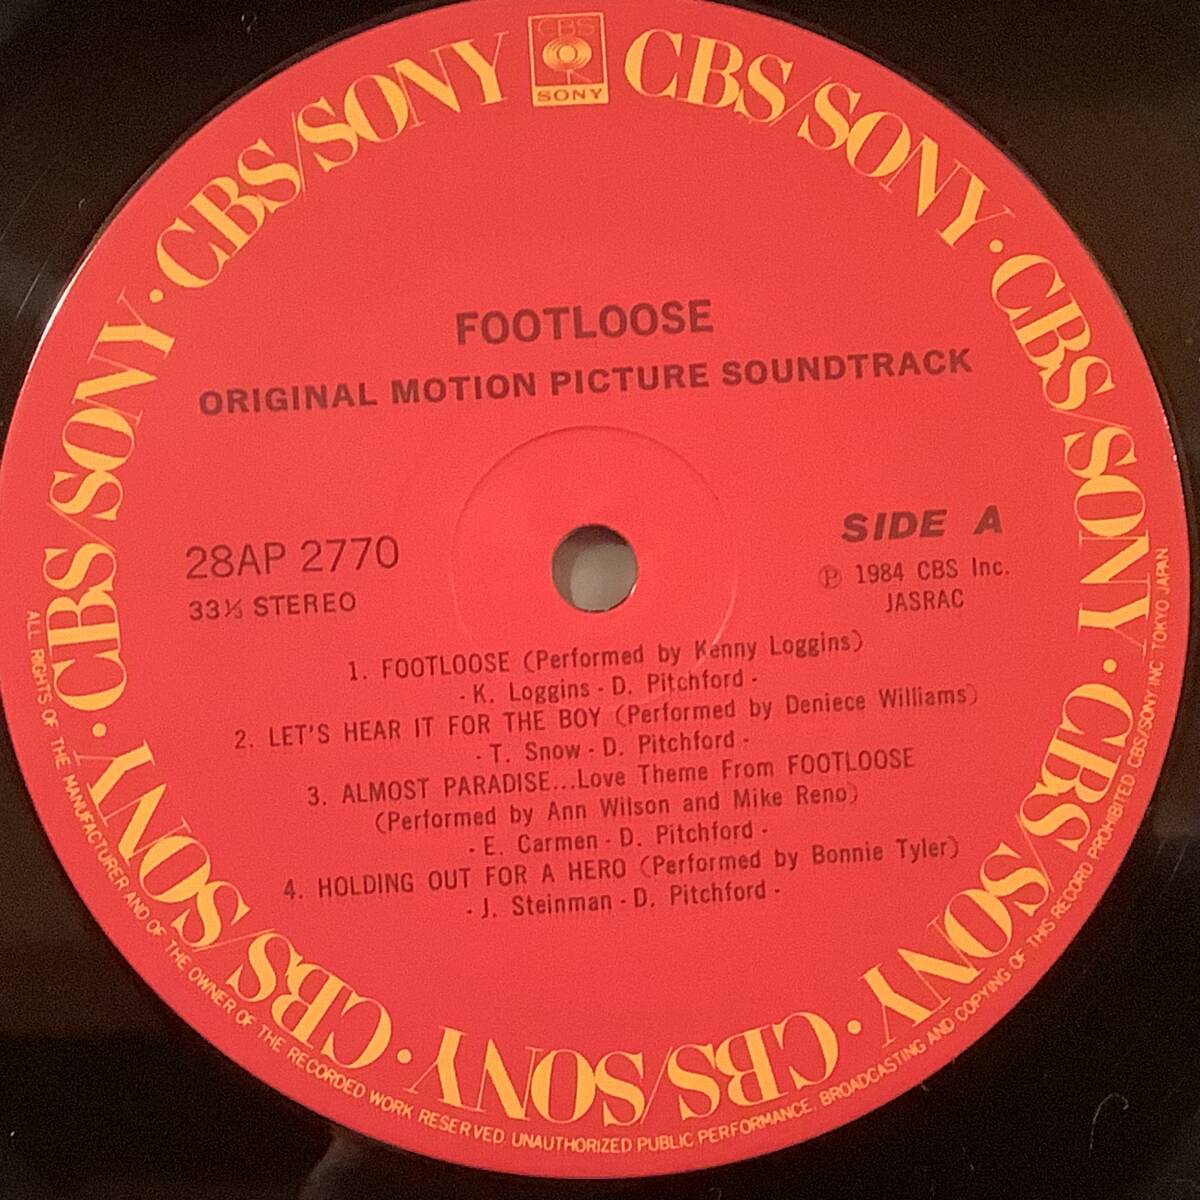 CBS
SONY
CBS/SONY · CBS/SONY · CBS/SONY · CBS/SONY · CBS/SONY · CBS/SONY · CBS/SONY
FOOTLOOSE
ORIGINAL MOTION PICTURE SOUNDTRACK
28AP 2770
33⅓ STEREO
SIDE A
Ⓟ 1984 CBS Inc.
JASRAC
1. FOOTLOOSE (Performed by Kenny Loggins)
- K. Loggins - D. Pitchford -
2. LET'S HEAR IT FOR THE BOY (Performed by Deniece Williams)
- T. Snow - D. Pitchford -
3. ALMOST PARADISE...Love Theme From FOOTLOOSE
(Performed by Ann Wilson and Mike Reno)
- E. Carmen - D. Pitchford -
4. HOLDING OUT FOR A HERO (Performed by Bonnie Tyler)
- J. Steinman - D. Pitchford -
ALL RIGHTS OF THE MANUFACTURER AND OF THE OWNER OF THE RECORDED WORK RESERVED. UNAUTHORIZED PUBLIC PERFORMANCE, BROADCASTING AND COPYING OF THIS RECORD PROHIBITED CBS/SONY INC TOKYO JAPAN